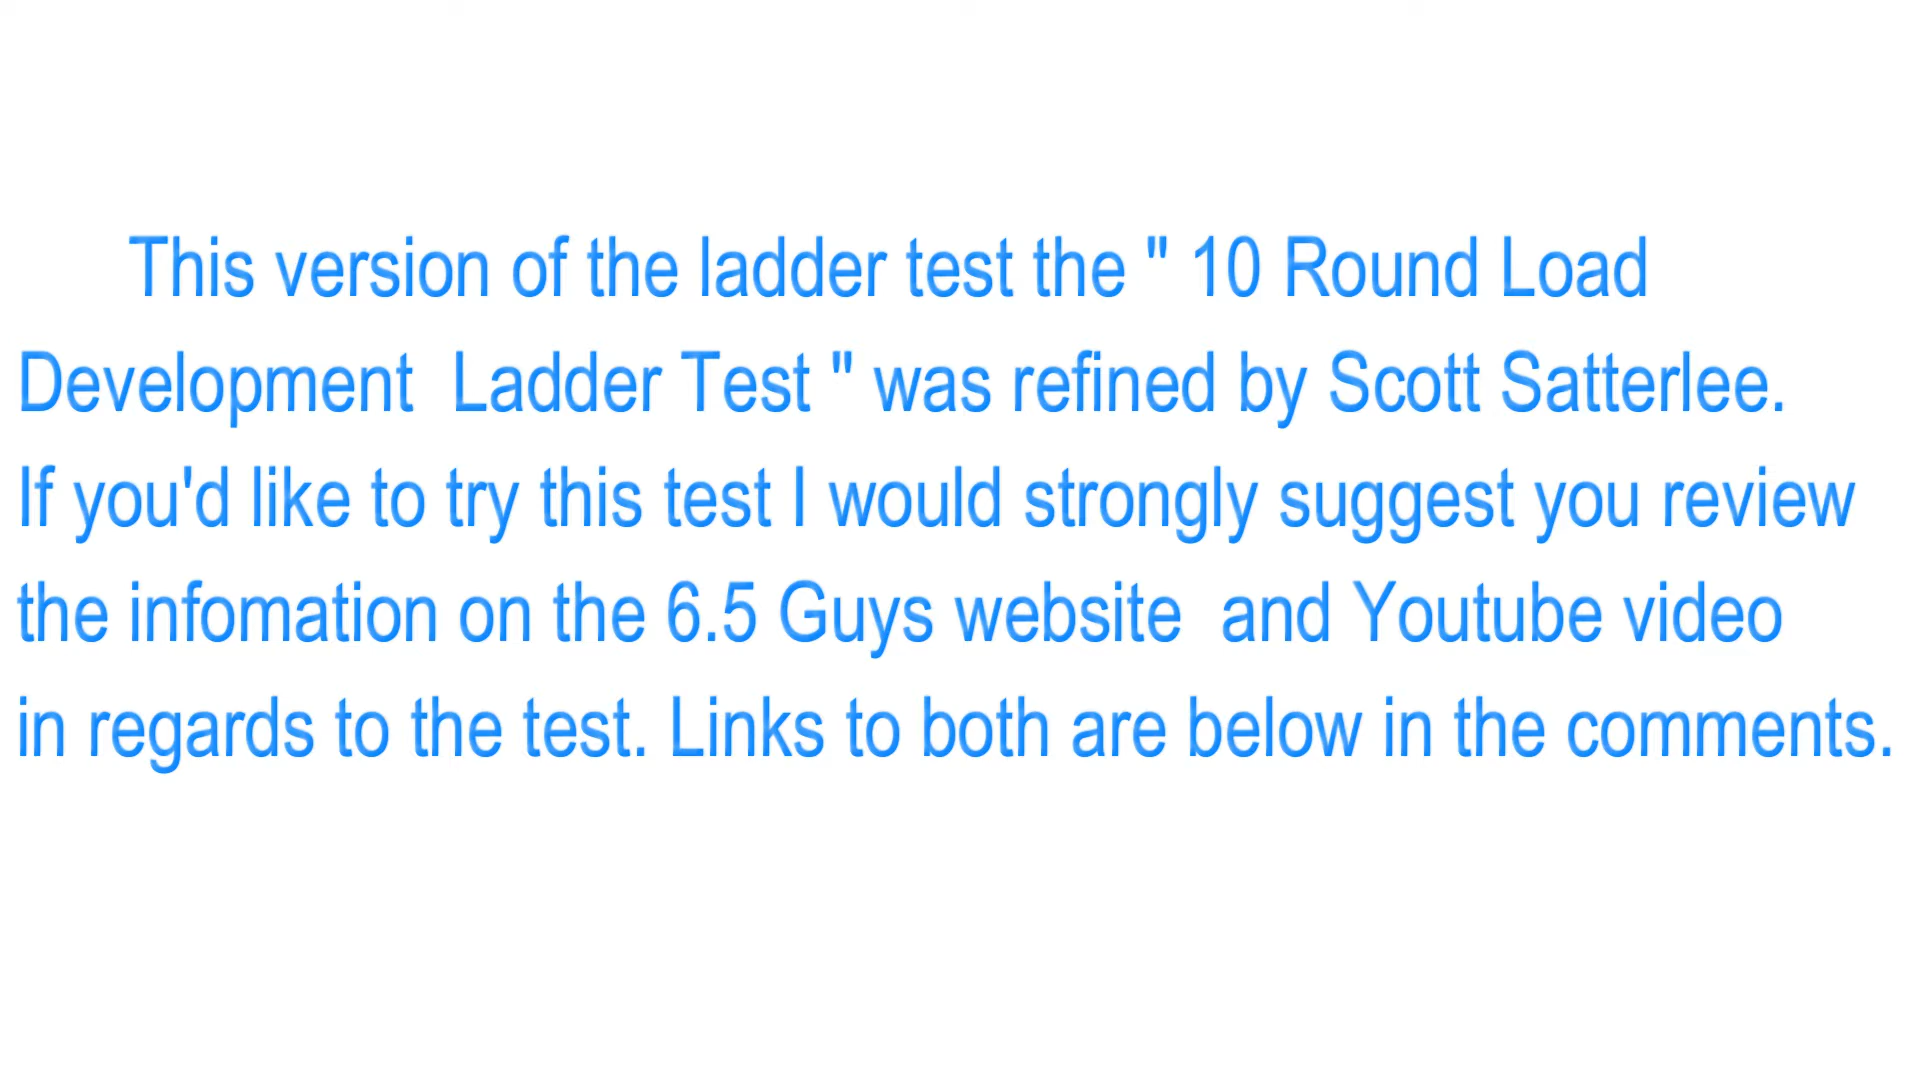 This version of the ladder test the " 10 Round Load
Development  Ladder Test " was refined by Scott Satterlee.
If you'd like to try this test I would strongly suggest you review
the infomation on the 6.5 Guys website  and Youtube video
in regards to the test. Links to both are below in the comments.